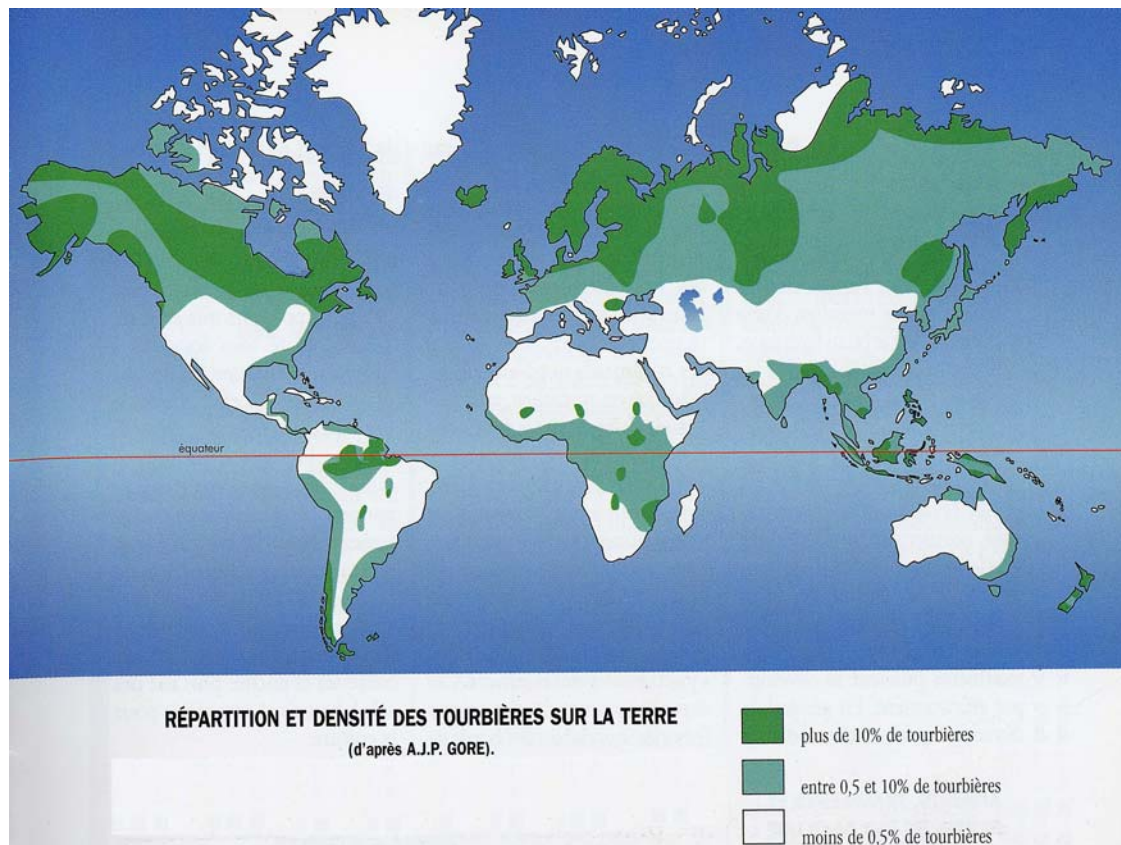 équateur
RÉPARTITION ET DENSITÉ DES TOURBIÈRES SUR LA TERRE
(d'après A.J.P. GORE).
plus de 10% de tourbières
entre 0,5 et 10% de tourbières
moins de 0.5% de tourbières